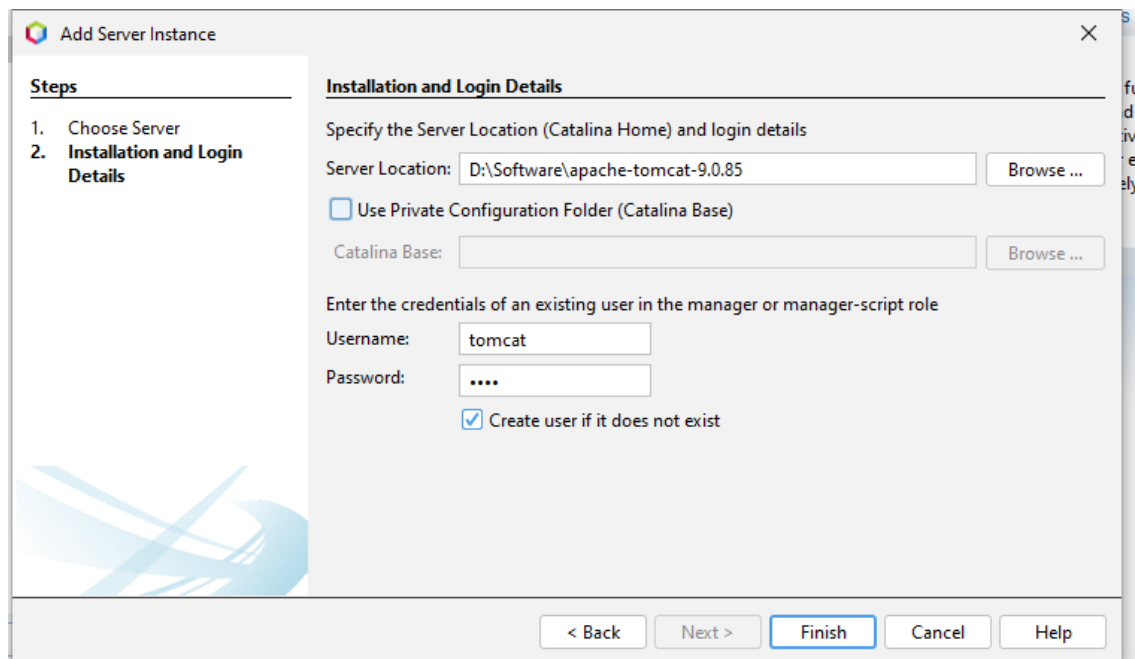 Add Server Instance
Steps
1. Choose Server
2. Installation and Login
Details
Installation and Login Details
Specify the Server Location (Catalina Home) and login details
Server Location: D:\Software\apache-tomcat-9.0.85 Browse ...
Use Private Configuration Folder (Catalina Base)
Catalina Base: Browse ...
Enter the credentials of an existing user in the manager or manager-script role
Username: tomcat
Password: ••••
Create user if it does not exist
< Back Next > Finish Cancel Help